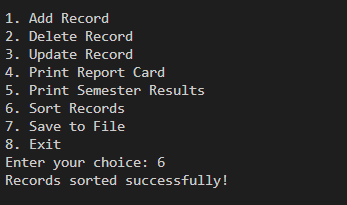 1. Add Record
2. Delete Record
3. Update Record
4. Print Report Card
5. Print Semester Results
6. Sort Records
7. Save to File
8. Exit
Enter your choice: 6
Records sorted successfully!